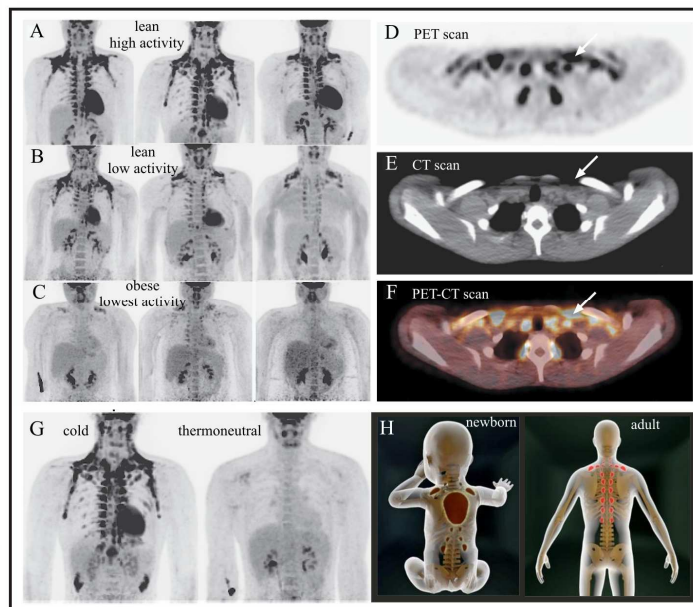 A
lean
high activity
B
lean
low activity
C
obese
lowest activity
D
PET scan
E
CT scan
F
PET-CT scan
G
cold
thermoneutral
H
newborn
adult